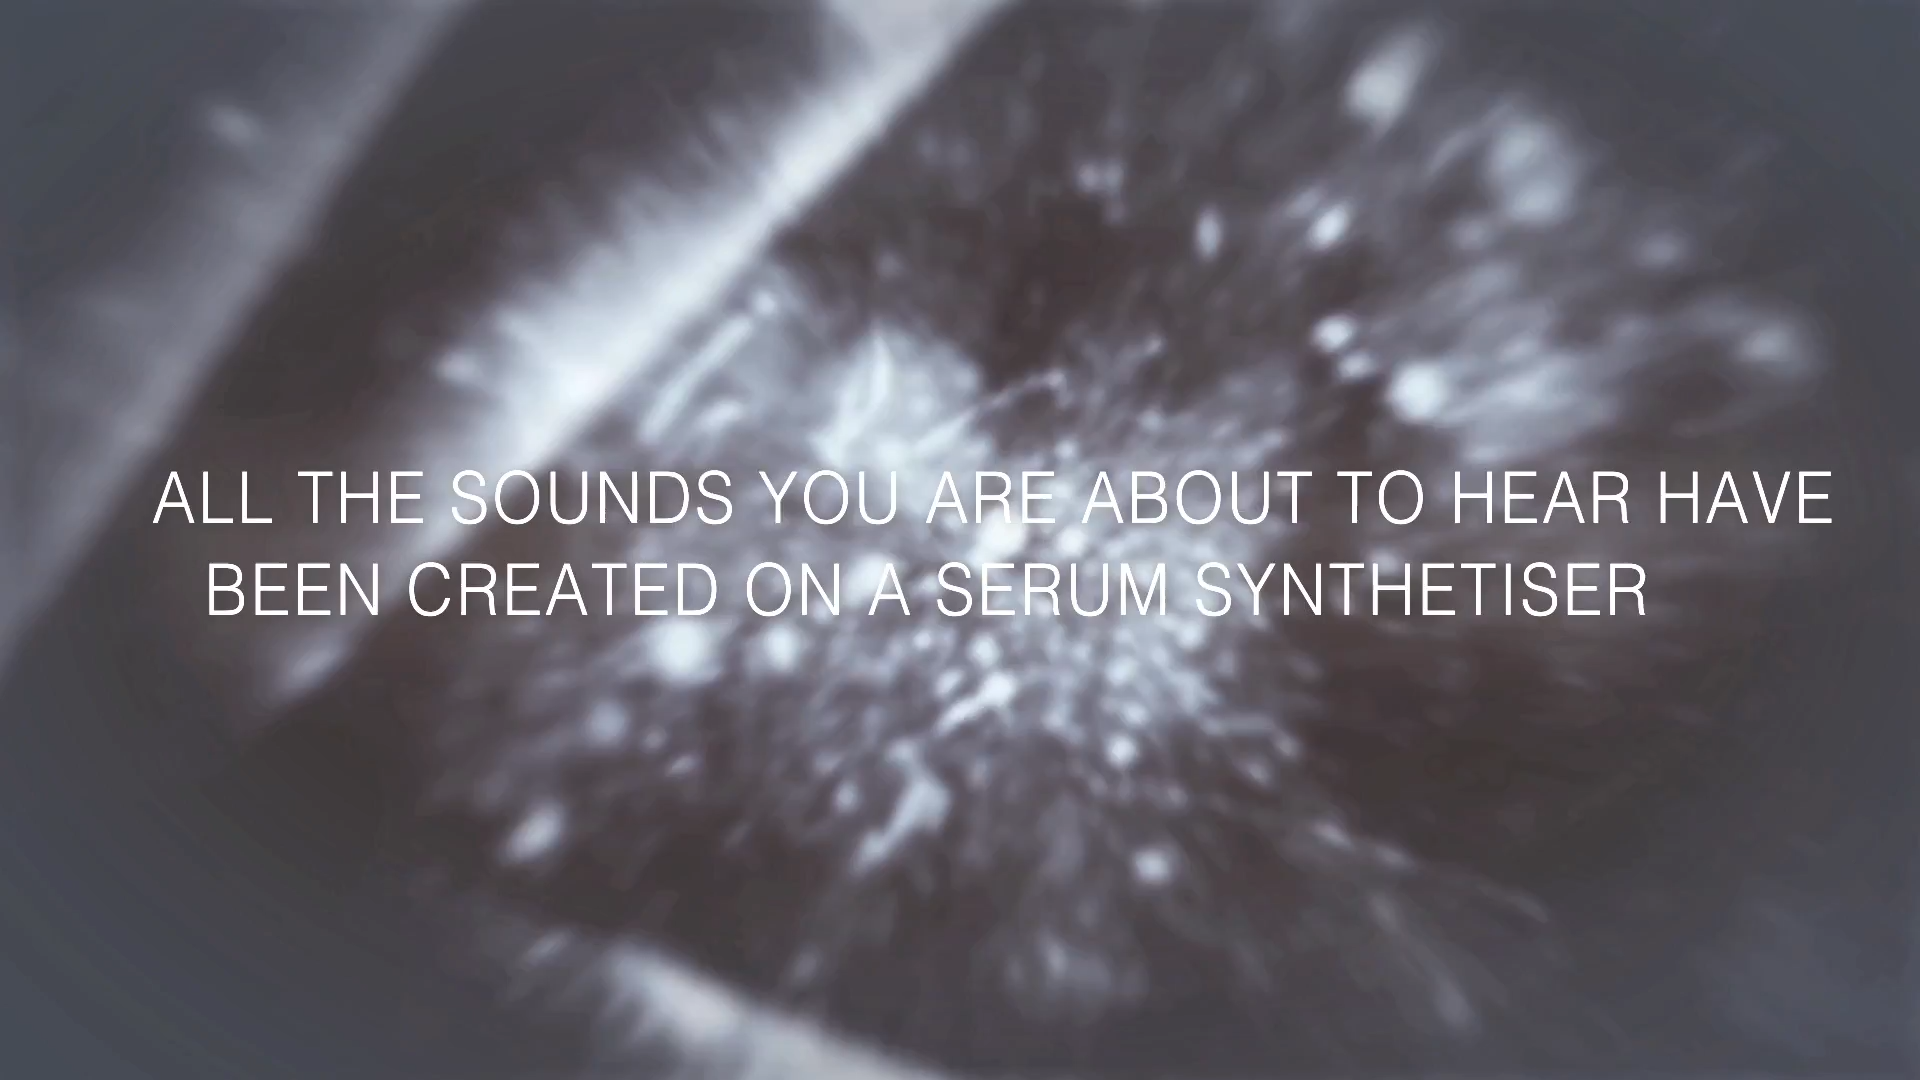 ALL THE SOUNDS YOU ARE ABOUT TO HEAR HAVE
BEEN CREATED ON A SERUM SYNTHETISER